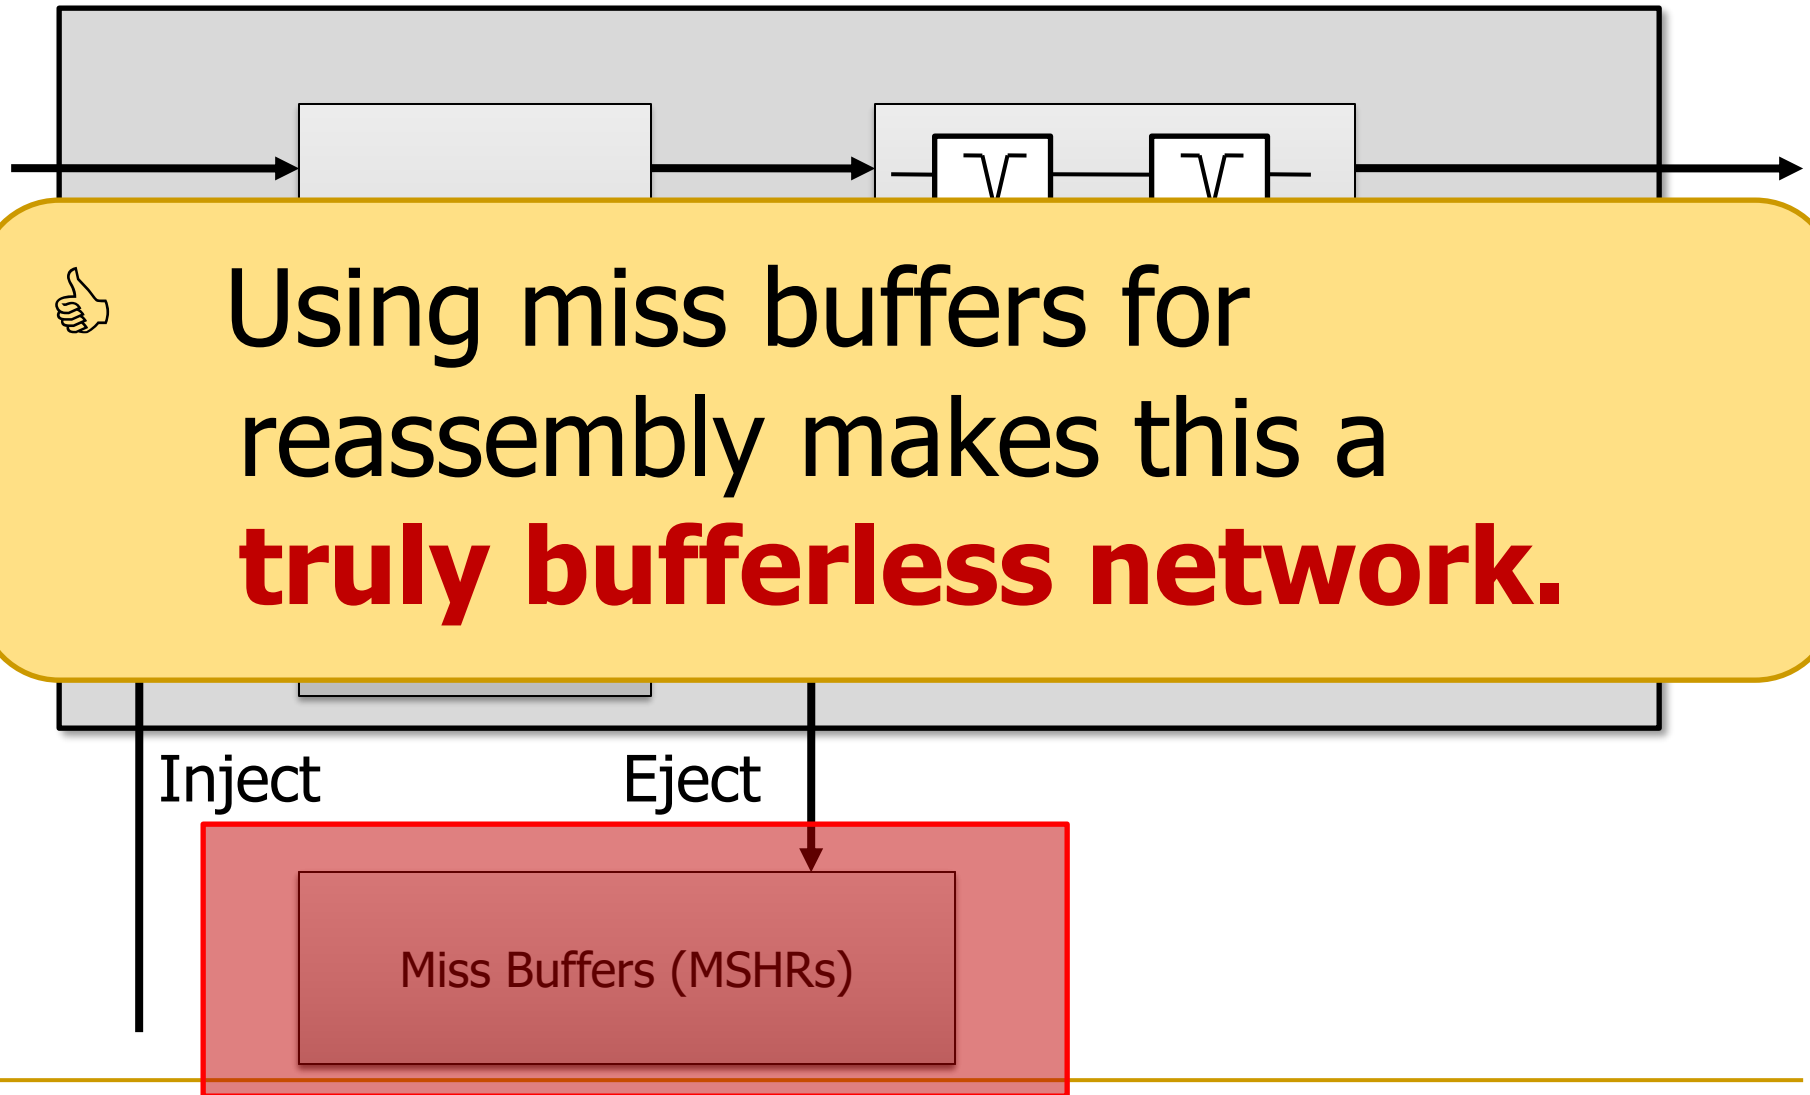 👍 Using miss buffers for
reassembly makes this a
truly bufferless network.
Inject
Eject
Miss Buffers (MSHRs)